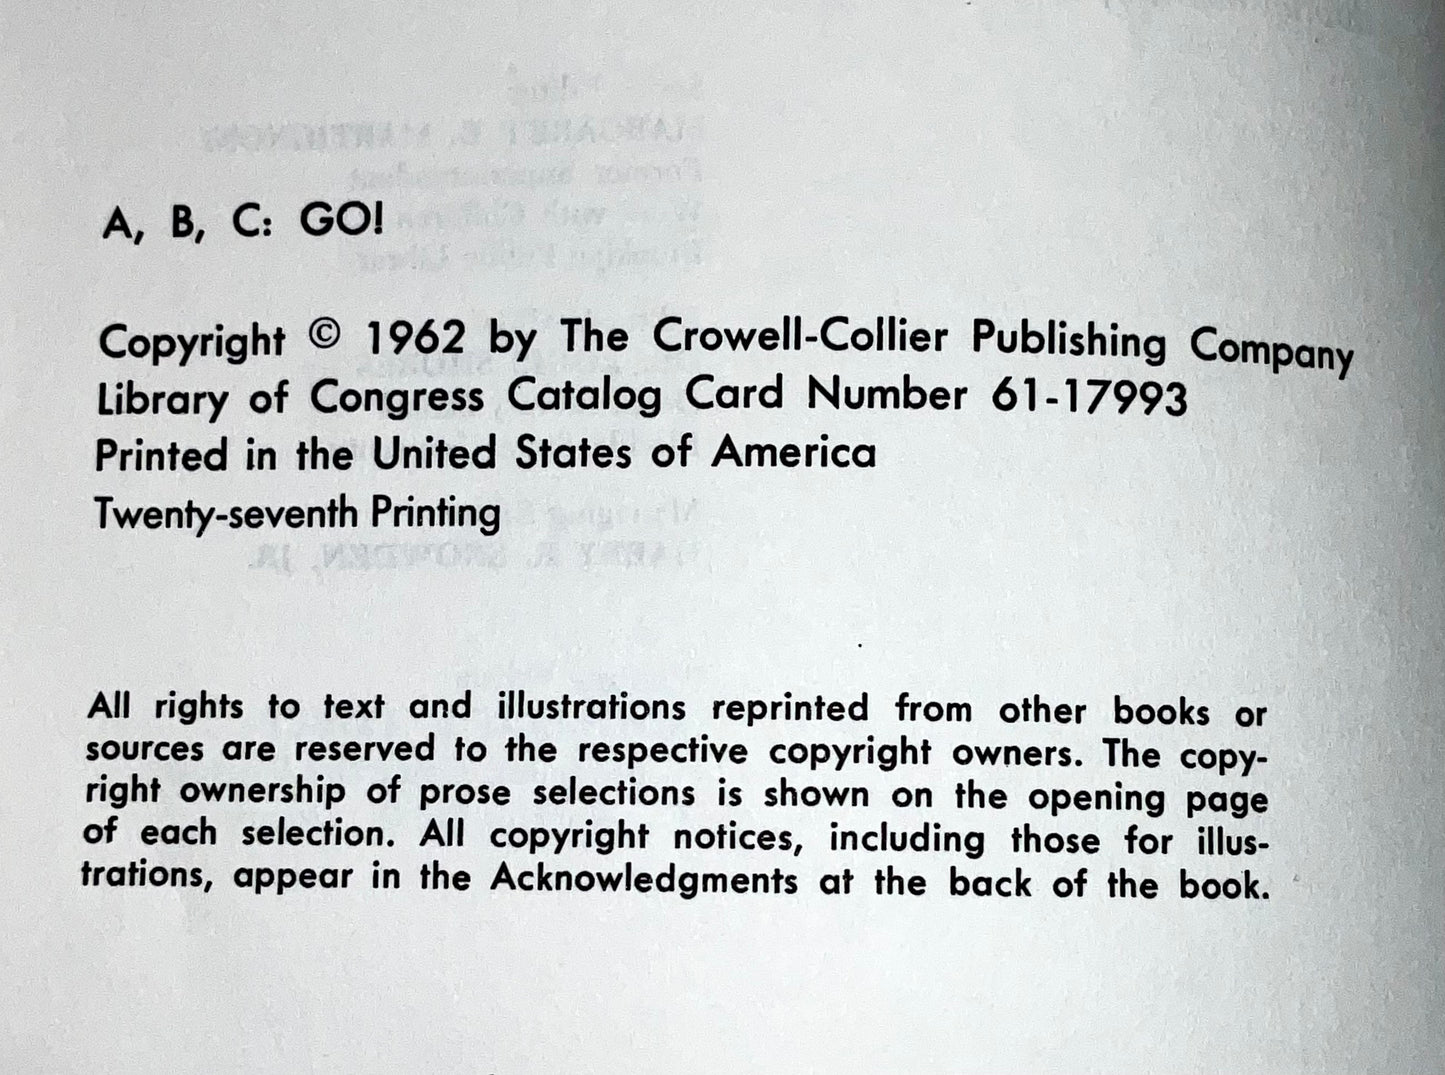 A, B, C: GO!
Copyright © 1962 by The Crowell-Collier Publishing Company
Library of Congress Catalog Card Number 61-17993
Printed in the United States of America
Twenty-seventh Printing
All rights to text and illustrations reprinted from other books or
sources are reserved to the respective copyright owners. The copy-
right ownership of prose selections is shown on the opening page
of each selection. All copyright notices, including those for illus-
trations, appear in the Acknowledgments at the back of the book.